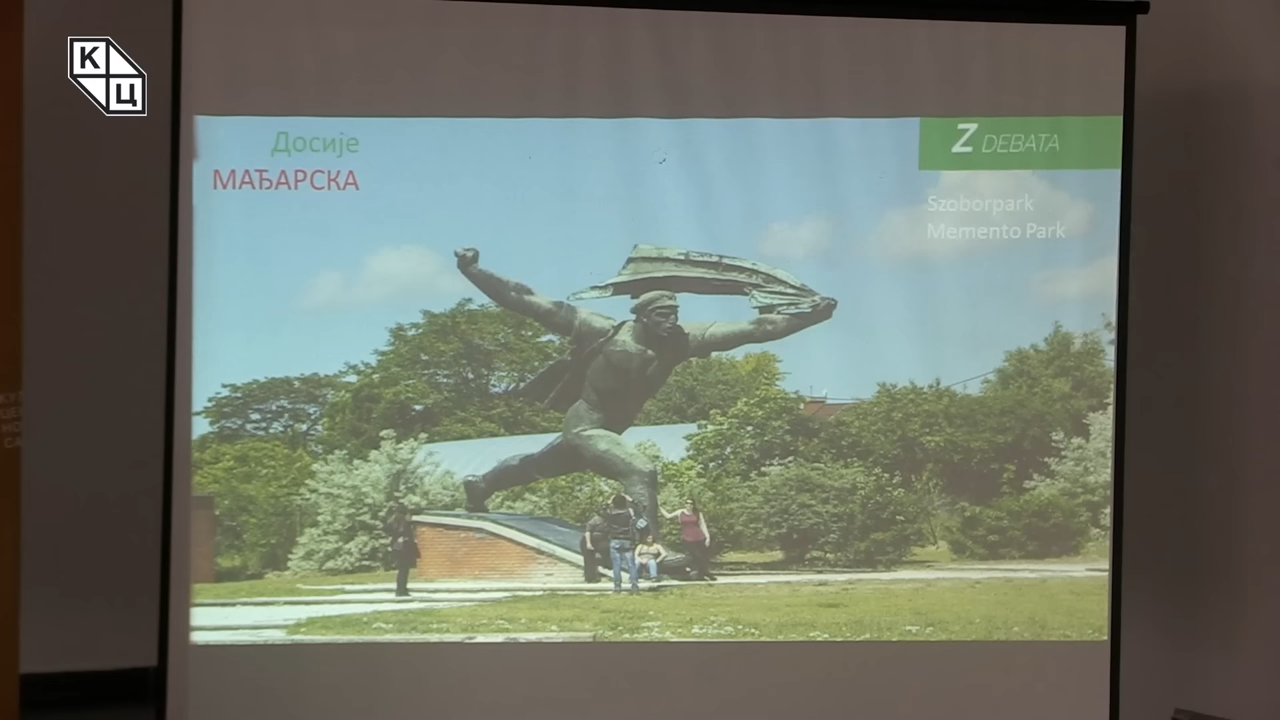 К
Ц
Досије
МАЂАРСКА
Z DEBATA
Szoborpark
Memento Park